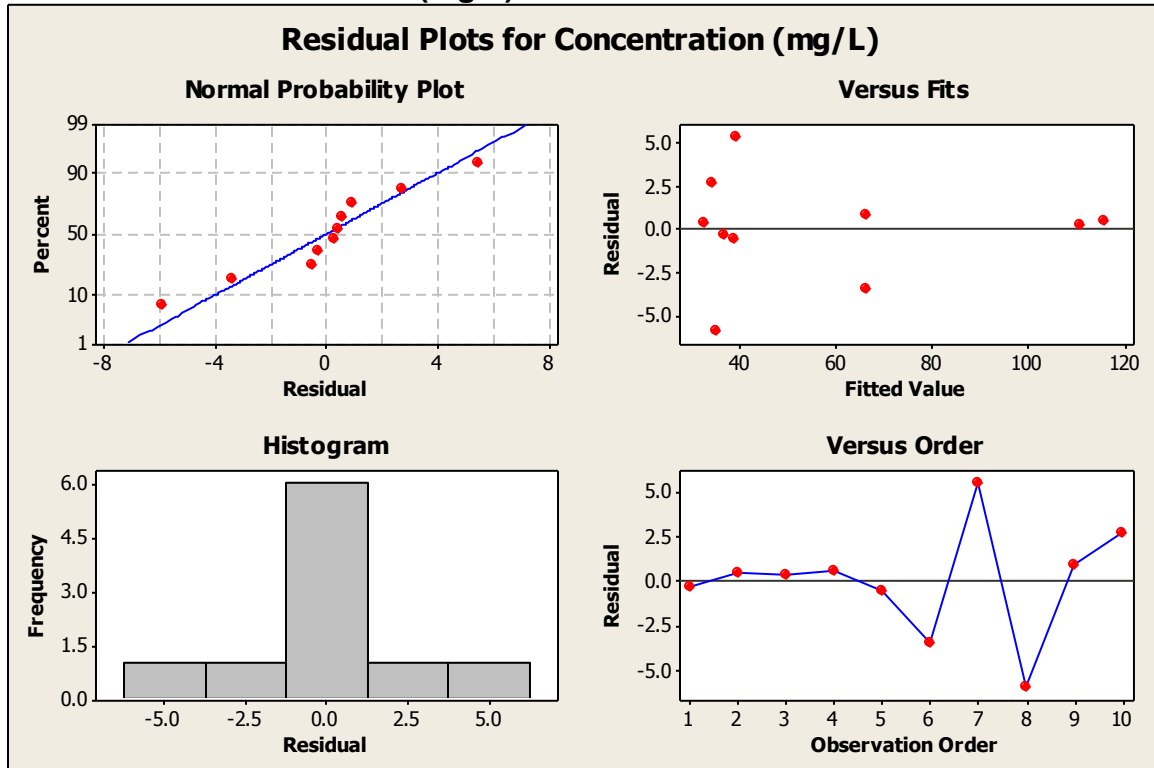 Residual Plots for Concentration (mg/L)
Normal Probability Plot
99
90
50
10
1
Percent
-8 -4 0 4 8
Residual
Versus Fits
5.0
2.5
0.0
-2.5
-5.0
Residual
40 60 80 100 120
Fitted Value
Histogram
6.0
4.5
3.0
1.5
0.0
Frequency
-5.0 -2.5 0.0 2.5 5.0
Residual
Versus Order
5.0
2.5
0.0
-2.5
-5.0
Residual
1 2 3 4 5 6 7 8 9 10
Observation Order